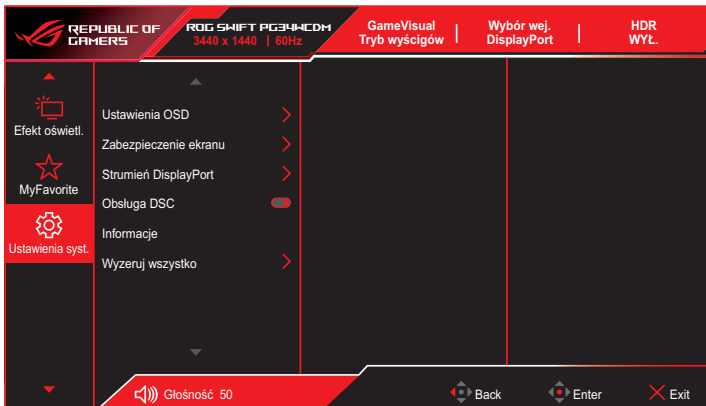 REPUBLIC OF
GAMERS
ROG SWIFT PG34WCDM
3440 x 1440 | 60Hz
GameVisual
Tryb wyścigów
Wybór wej.
DisplayPort
HDR
WYŁ.
Efekt oświetl.
MyFavorite
Ustawienia syst.
Ustawienia OSD
Zabezpieczenie ekranu
Strumień DisplayPort
Obsługa DSC
Informacje
Wyzeruj wszystko
Głośność 50
Back
Enter
Exit